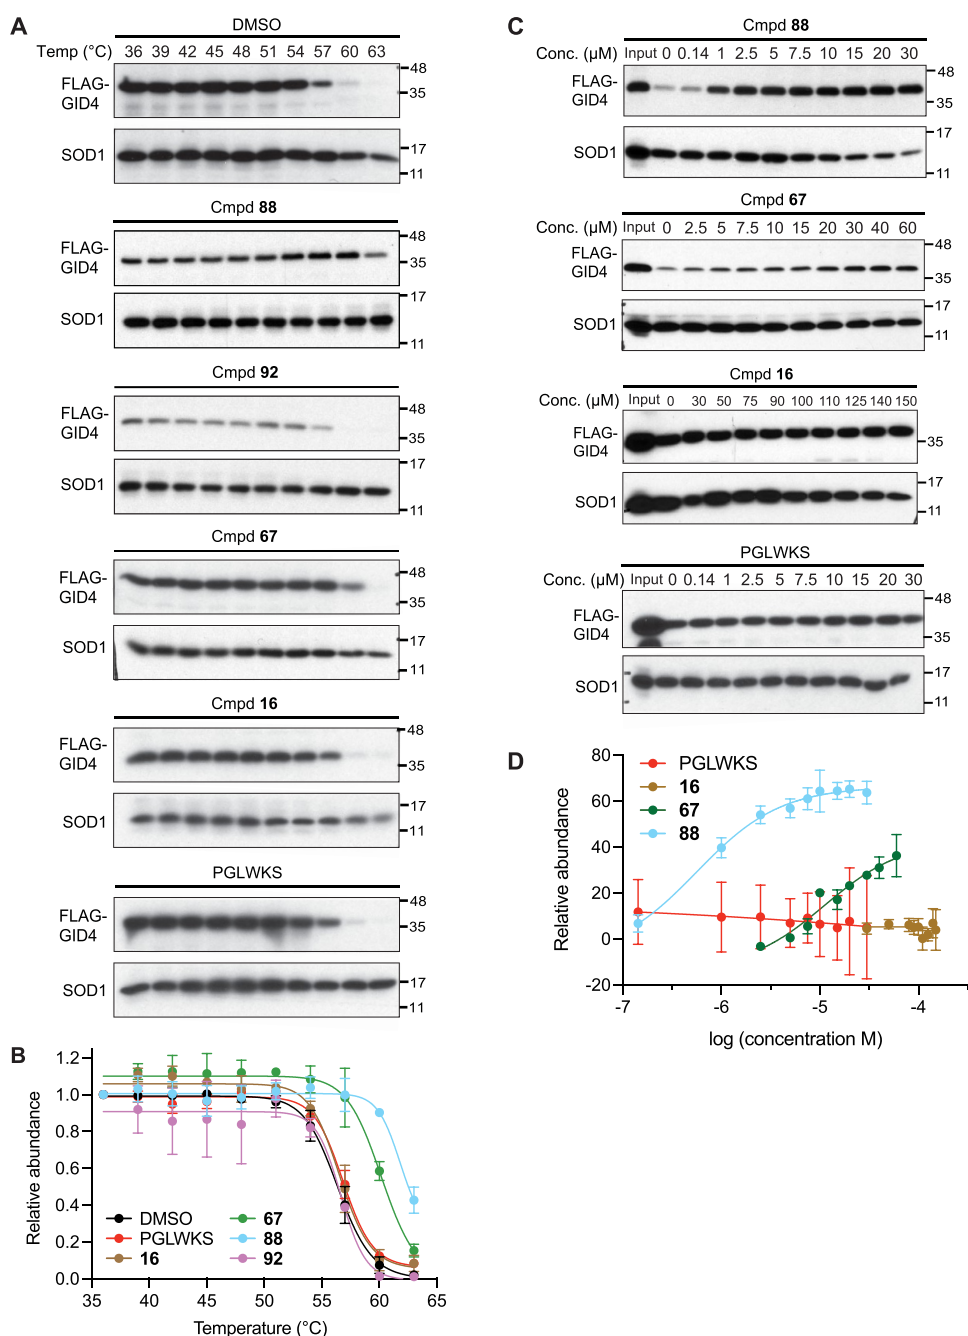 A
DMSO
Temp (°C) 36 39 42 45 48 51 54 57 60 63
FLAG-
GID4
48
35
SOD1
17
11
Cmpd 88
FLAG-
GID4
48
35
SOD1
17
11
Cmpd 92
FLAG-
GID4
48
35
SOD1
17
11
Cmpd 67
FLAG-
GID4
48
35
SOD1
17
11
Cmpd 16
FLAG-
GID4
48
35
SOD1
17
11
PGLWKS
FLAG-
GID4
48
35
SOD1
17
11
B
Relative abundance
1.2
1.0
0.8
0.6
0.4
0.2
0.0
DMSO
PGLWKS
16
67
88
92
35 40 45 50 55 60 65
Temperature (°C)
C
Cmpd 88
Conc. (µM) Input 0 0.14 1 2.5 5 7.5 10 15 20 30
FLAG-
GID4
48
35
SOD1
17
11
Cmpd 67
Conc. (µM) Input 0 2.5 5 7.5 10 15 20 30 40 60
FLAG-
GID4
48
35
SOD1
17
11
Cmpd 16
Conc. (µM) Input 0 30 50 75 90 100 110 125 140 150
FLAG-
GID4
35
SOD1
17
11
PGLWKS
Conc. (µM) Input 0 0.14 1 2.5 5 7.5 10 15 20 30
FLAG-
GID4
48
35
SOD1
17
11
D
Relative abundance
80
60
40
20
0
-20
PGLWKS
16
67
88
-7 -6 -5 -4
log (concentration M)